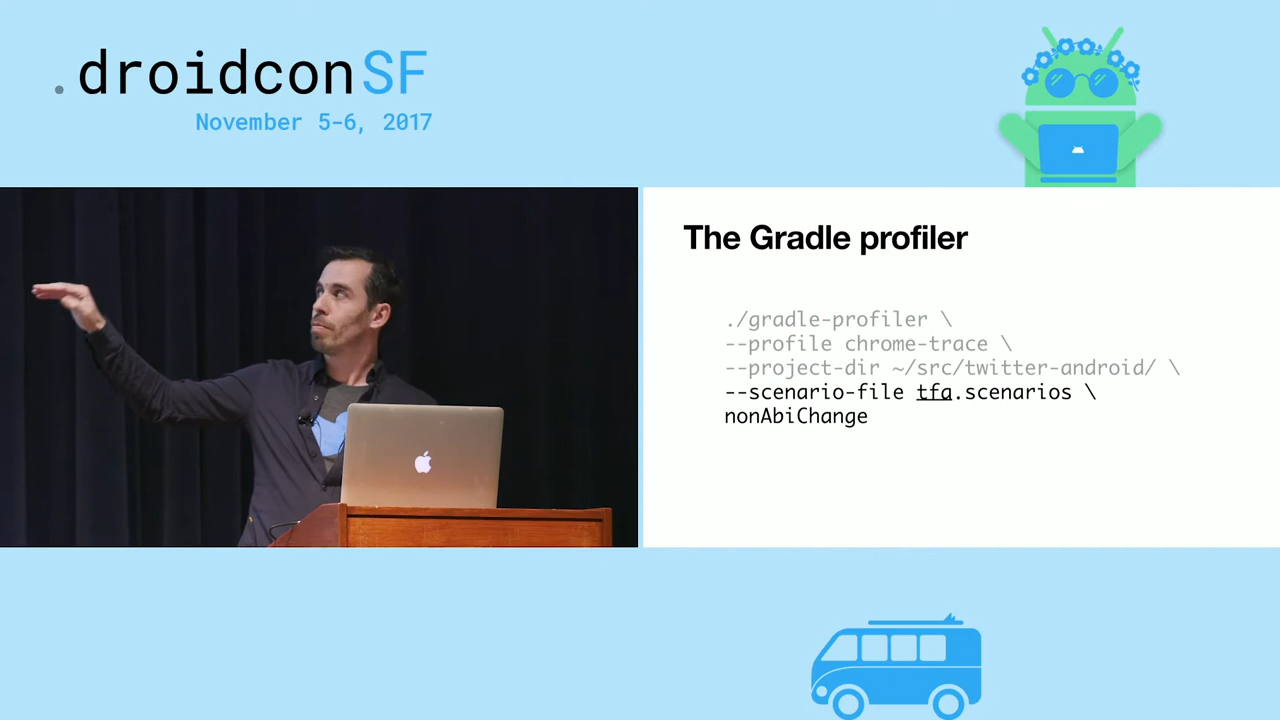 .droidconSF
November 5-6, 2017
The Gradle profiler
./gradle-profiler \
--profile chrome-trace \
--project-dir ~/src/twitter-android/ \
--scenario-file tfa.scenarios \
nonAbiChange